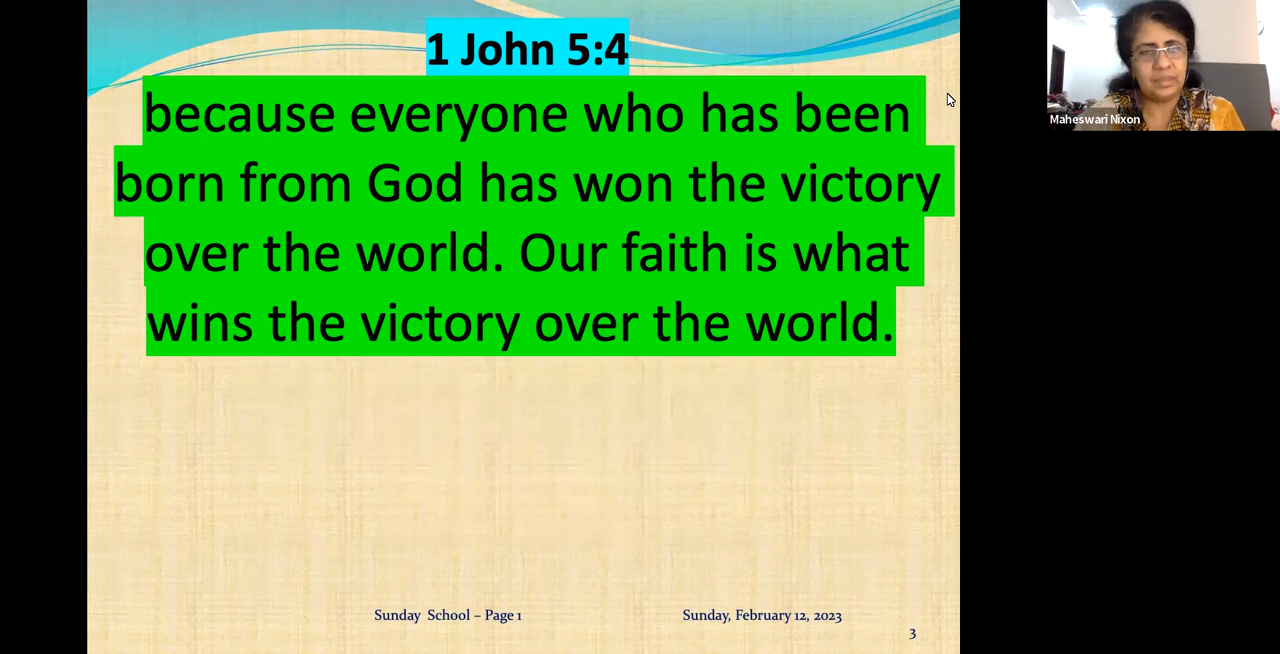 1 John 5:4
because everyone who has been
born from God has won the victory
over the world. Our faith is what
wins the victory over the world.
Sunday School – Page 1
Sunday, February 12, 2023
3
Maheswari Nixon